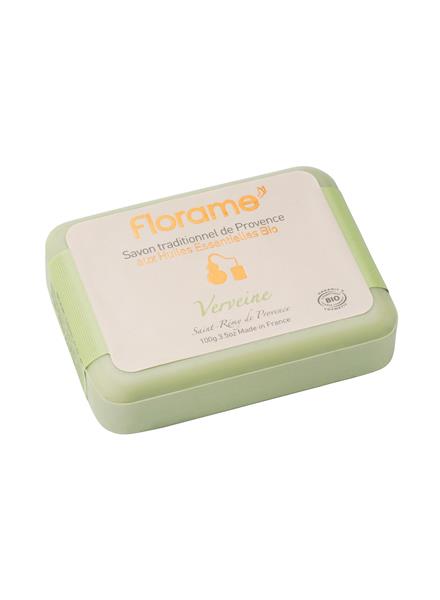 Florame
Savon traditionnel de Provence
aux Huiles Essentielles Bio
Verveine
Saint-Rémy de Provence
100g 3.5oz Made in France
BIO